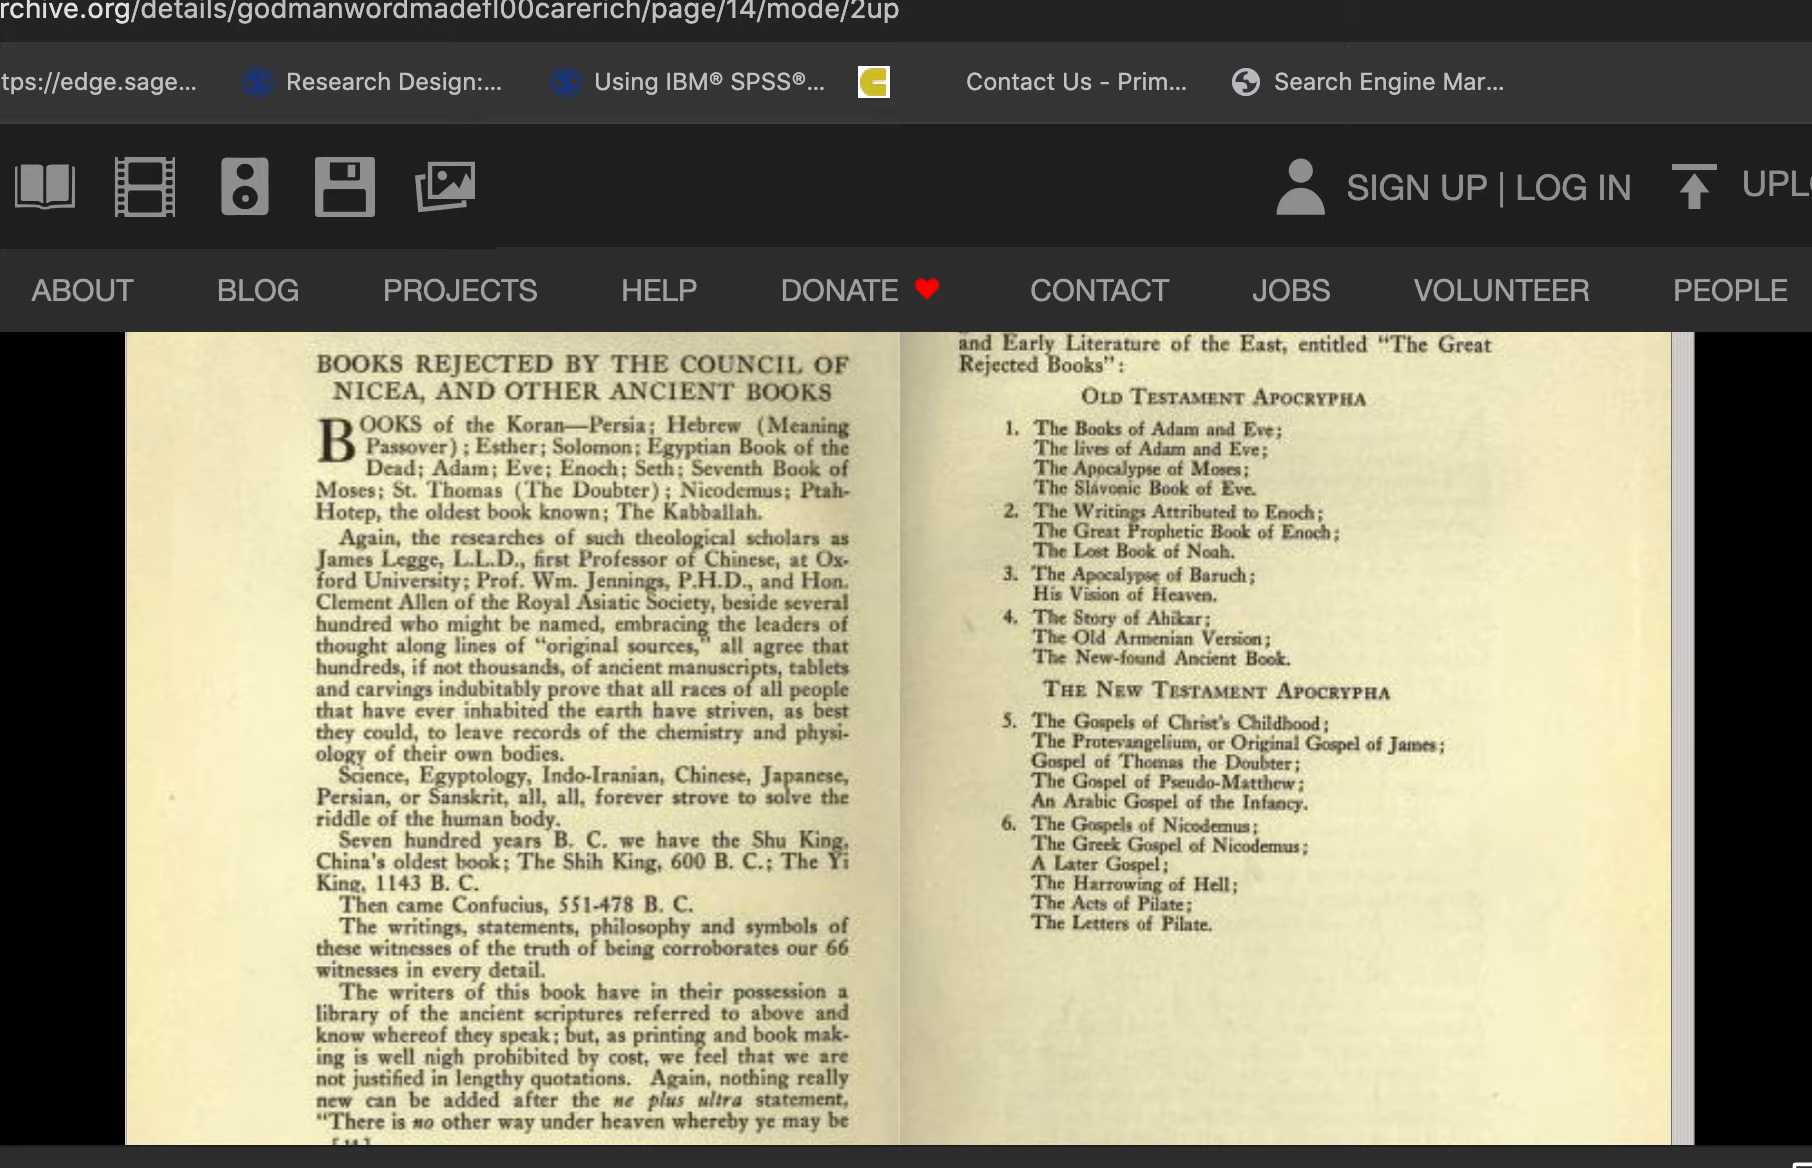 rchive.org/details/godmanwordmadefl00carerich/page/14/mode/2up
tps://edge.sage...
Research Design:...
Using IBM® SPSS®...
Contact Us - Prim...
Search Engine Mar...
SIGN UP | LOG IN
UPLO
ABOUT
BLOG
PROJECTS
HELP
DONATE
CONTACT
JOBS
VOLUNTEER
PEOPLE
BOOKS REJECTED BY THE COUNCIL OF
NICEA, AND OTHER ANCIENT BOOKS
BOOKS of the Koran—Persia; Hebrew (Meaning
Passover); Esther; Solomon; Egyptian Book of the
Dead; Adam; Eve; Enoch; Seth; Seventh Book of
Moses; St. Thomas (The Doubter); Nicodemus; Ptah-
Hotep, the oldest book known; The Kabballah.
Again, the researches of such theological scholars as
James Legge, L.L.D., first Professor of Chinese, at Ox-
ford University; Prof. Wm. Jennings, P.H.D., and Hon.
Clement Allen of the Royal Asiatic Society, beside several
hundred who might be named, embracing the leaders of
thought along lines of "original sources," all agree that
hundreds, if not thousands, of ancient manuscripts, tablets
and carvings indubitably prove that all races of all people
that have ever inhabited the earth have striven, as best
they could, to leave records of the chemistry and physi-
ology of their own bodies.
Science, Egyptology, Indo-Iranian, Chinese, Japanese,
Persian, or Sanskrit, all, all, forever strove to solve the
riddle of the human body.
Seven hundred years B. C. we have the Shu King,
China's oldest book; The Shih King, 600 B. C.; The Yi
King, 1143 B. C.
Then came Confucius, 551-478 B. C.
The writings, statements, philosophy and symbols of
these witnesses of the truth of being corroborates our 66
witnesses in every detail.
The writers of this book have in their possession a
library of the ancient scriptures referred to above and
know whereof they speak; but, as printing and book mak-
ing is well nigh prohibited by cost, we feel that we are
not justified in lengthy quotations. Again, nothing really
new can be added after the ne plus ultra statement,
"There is no other way under heaven whereby ye may be
and Early Literature of the East, entitled "The Great
Rejected Books":
OLD TESTAMENT APOCRYPHA
1. The Books of Adam and Eve;
The lives of Adam and Eve;
The Apocalypse of Moses;
The Slavonic Book of Eve.
2. The Writings Attributed to Enoch;
The Great Prophetic Book of Enoch;
The Lost Book of Noah.
3. The Apocalypse of Baruch;
His Vision of Heaven.
4. The Story of Ahikar;
The Old Armenian Version;
The New-found Ancient Book.
THE NEW TESTAMENT APOCRYPHA
5. The Gospels of Christ's Childhood;
The Protevangelium, or Original Gospel of James;
Gospel of Thomas the Doubter;
The Gospel of Pseudo-Matthew;
An Arabic Gospel of the Infancy.
6. The Gospels of Nicodemus;
The Greek Gospel of Nicodemus;
A Later Gospel;
The Harrowing of Hell;
The Acts of Pilate;
The Letters of Pilate.